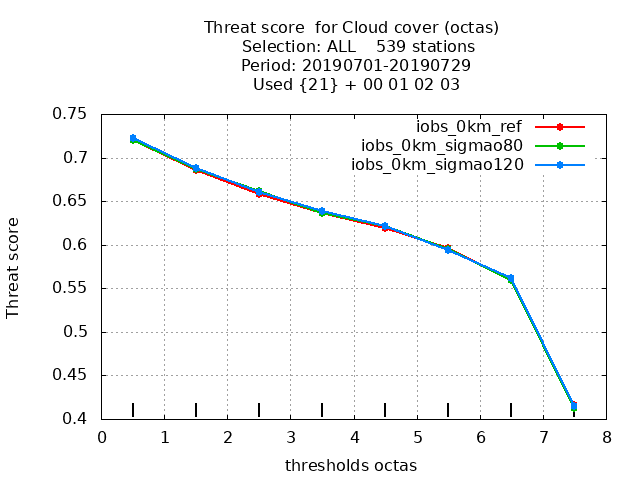 Threat score  for Cloud cover (octas)
Selection: ALL    539 stations
Period: 20190701-20190729
Used {21} + 00 01 02 03
0.75
0.7
0.65
0.6
0.55
0.5
0.45
0.4
Threat score
iobs_0km_ref
iobs_0km_sigmao80
iobs_0km_sigmao120
0 1 2 3 4 5 6 7 8
thresholds octas